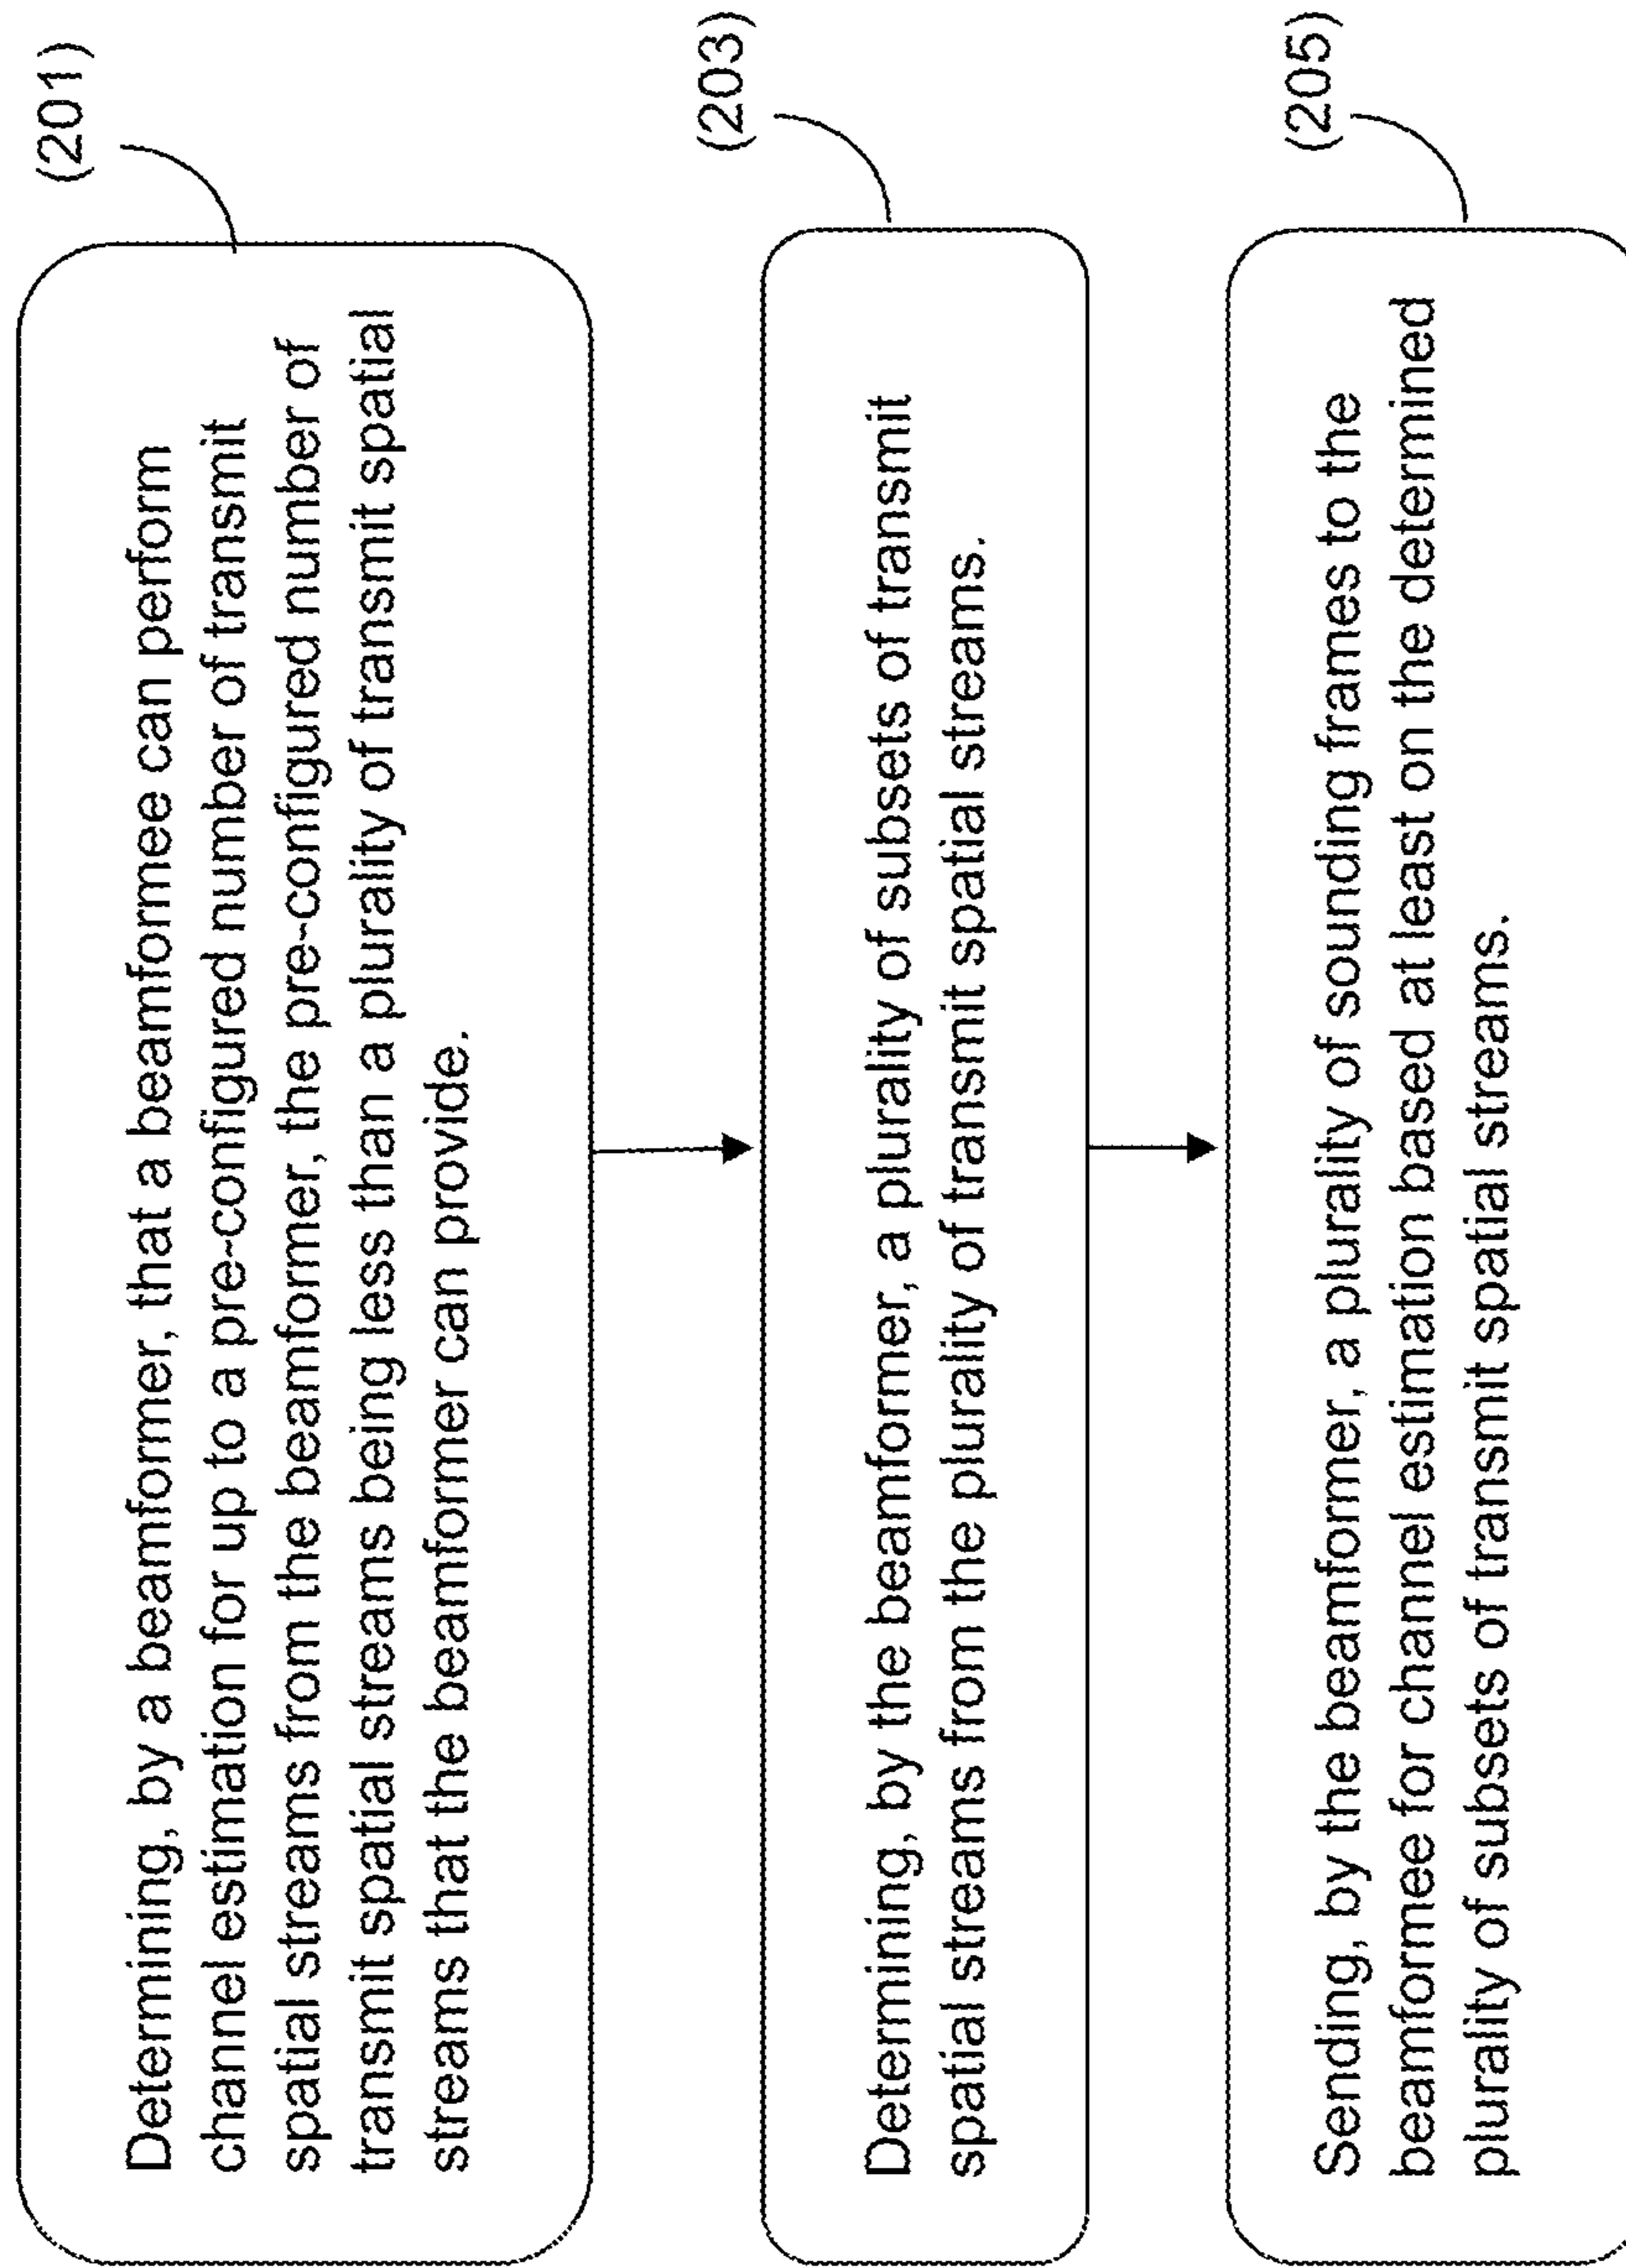 (201)
Determining, by a beamformer, that a beamformee can perform
channel estimation for up to a pre-configured number of transmit
spatial streams from the beamformer, the pre-configured number of
transmit spatial streams being less than a plurality of transmit spatial
streams that the beamformer can provide.
(203)
Determining, by the beamformer, a plurality of subsets of transmit
spatial streams from the plurality of transmit spatial streams.
(205)
Sending, by the beamformer, a plurality of sounding frames to the
beamformee for channel estimation based at least on the determined
plurality of subsets of transmit spatial streams.